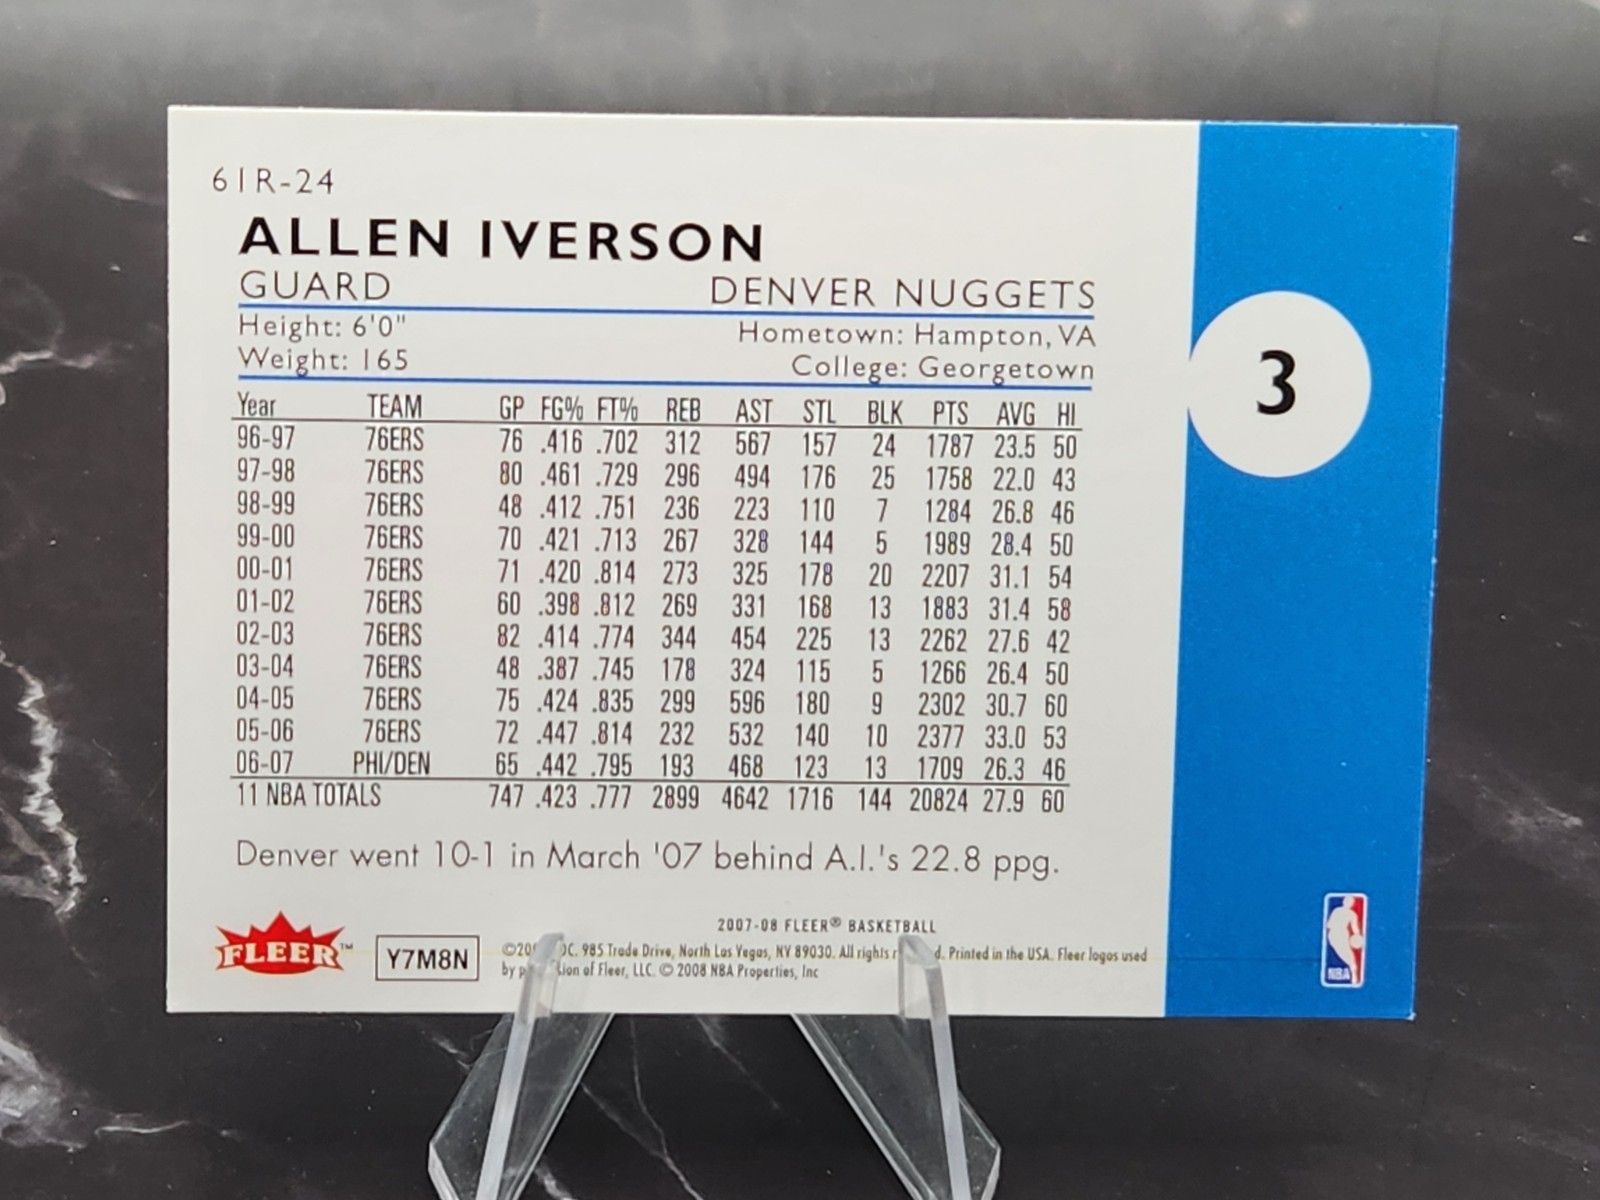 61R-24
ALLEN IVERSON
GUARD DENVER NUGGETS
Height: 6'0" Hometown: Hampton, VA
Weight: 165 College: Georgetown
3
Year TEAM GP FG% FT% REB AST STL BLK PTS AVG HI
96-97 76ERS 76 .416 .702 312 567 157 24 1787 23.5 50
97-98 76ERS 80 .461 .729 296 494 176 25 1758 22.0 43
98-99 76ERS 48 .412 .751 236 223 110 7 1284 26.8 46
99-00 76ERS 70 .421 .713 267 328 144 5 1989 28.4 50
00-01 76ERS 71 .420 .814 273 325 178 20 2207 31.1 54
01-02 76ERS 60 .398 .812 269 331 168 13 1883 31.4 58
02-03 76ERS 82 .414 .774 344 454 225 13 2262 27.6 42
03-04 76ERS 48 .387 .745 178 324 115 5 1266 26.4 50
04-05 76ERS 75 .424 .835 299 596 180 9 2302 30.7 60
05-06 76ERS 72 .447 .814 232 532 140 10 2377 33.0 53
06-07 PHI/DEN 65 .442 .795 193 468 123 13 1709 26.3 46
11 NBA TOTALS 747 .423 .777 2899 4642 1716 144 20824 27.9 60
Denver went 10-1 in March '07 behind A.I.'s 22.8 ppg.
2007-08 FLEER® BASKETBALL
FLEER™ Y7M8N
985 Trade Drive, North Las Vegas, NV 89030. All rights Printed in the USA. Fleer logos used
by of Fleer, LLC. © 2008 NBA Properties, Inc
NBA